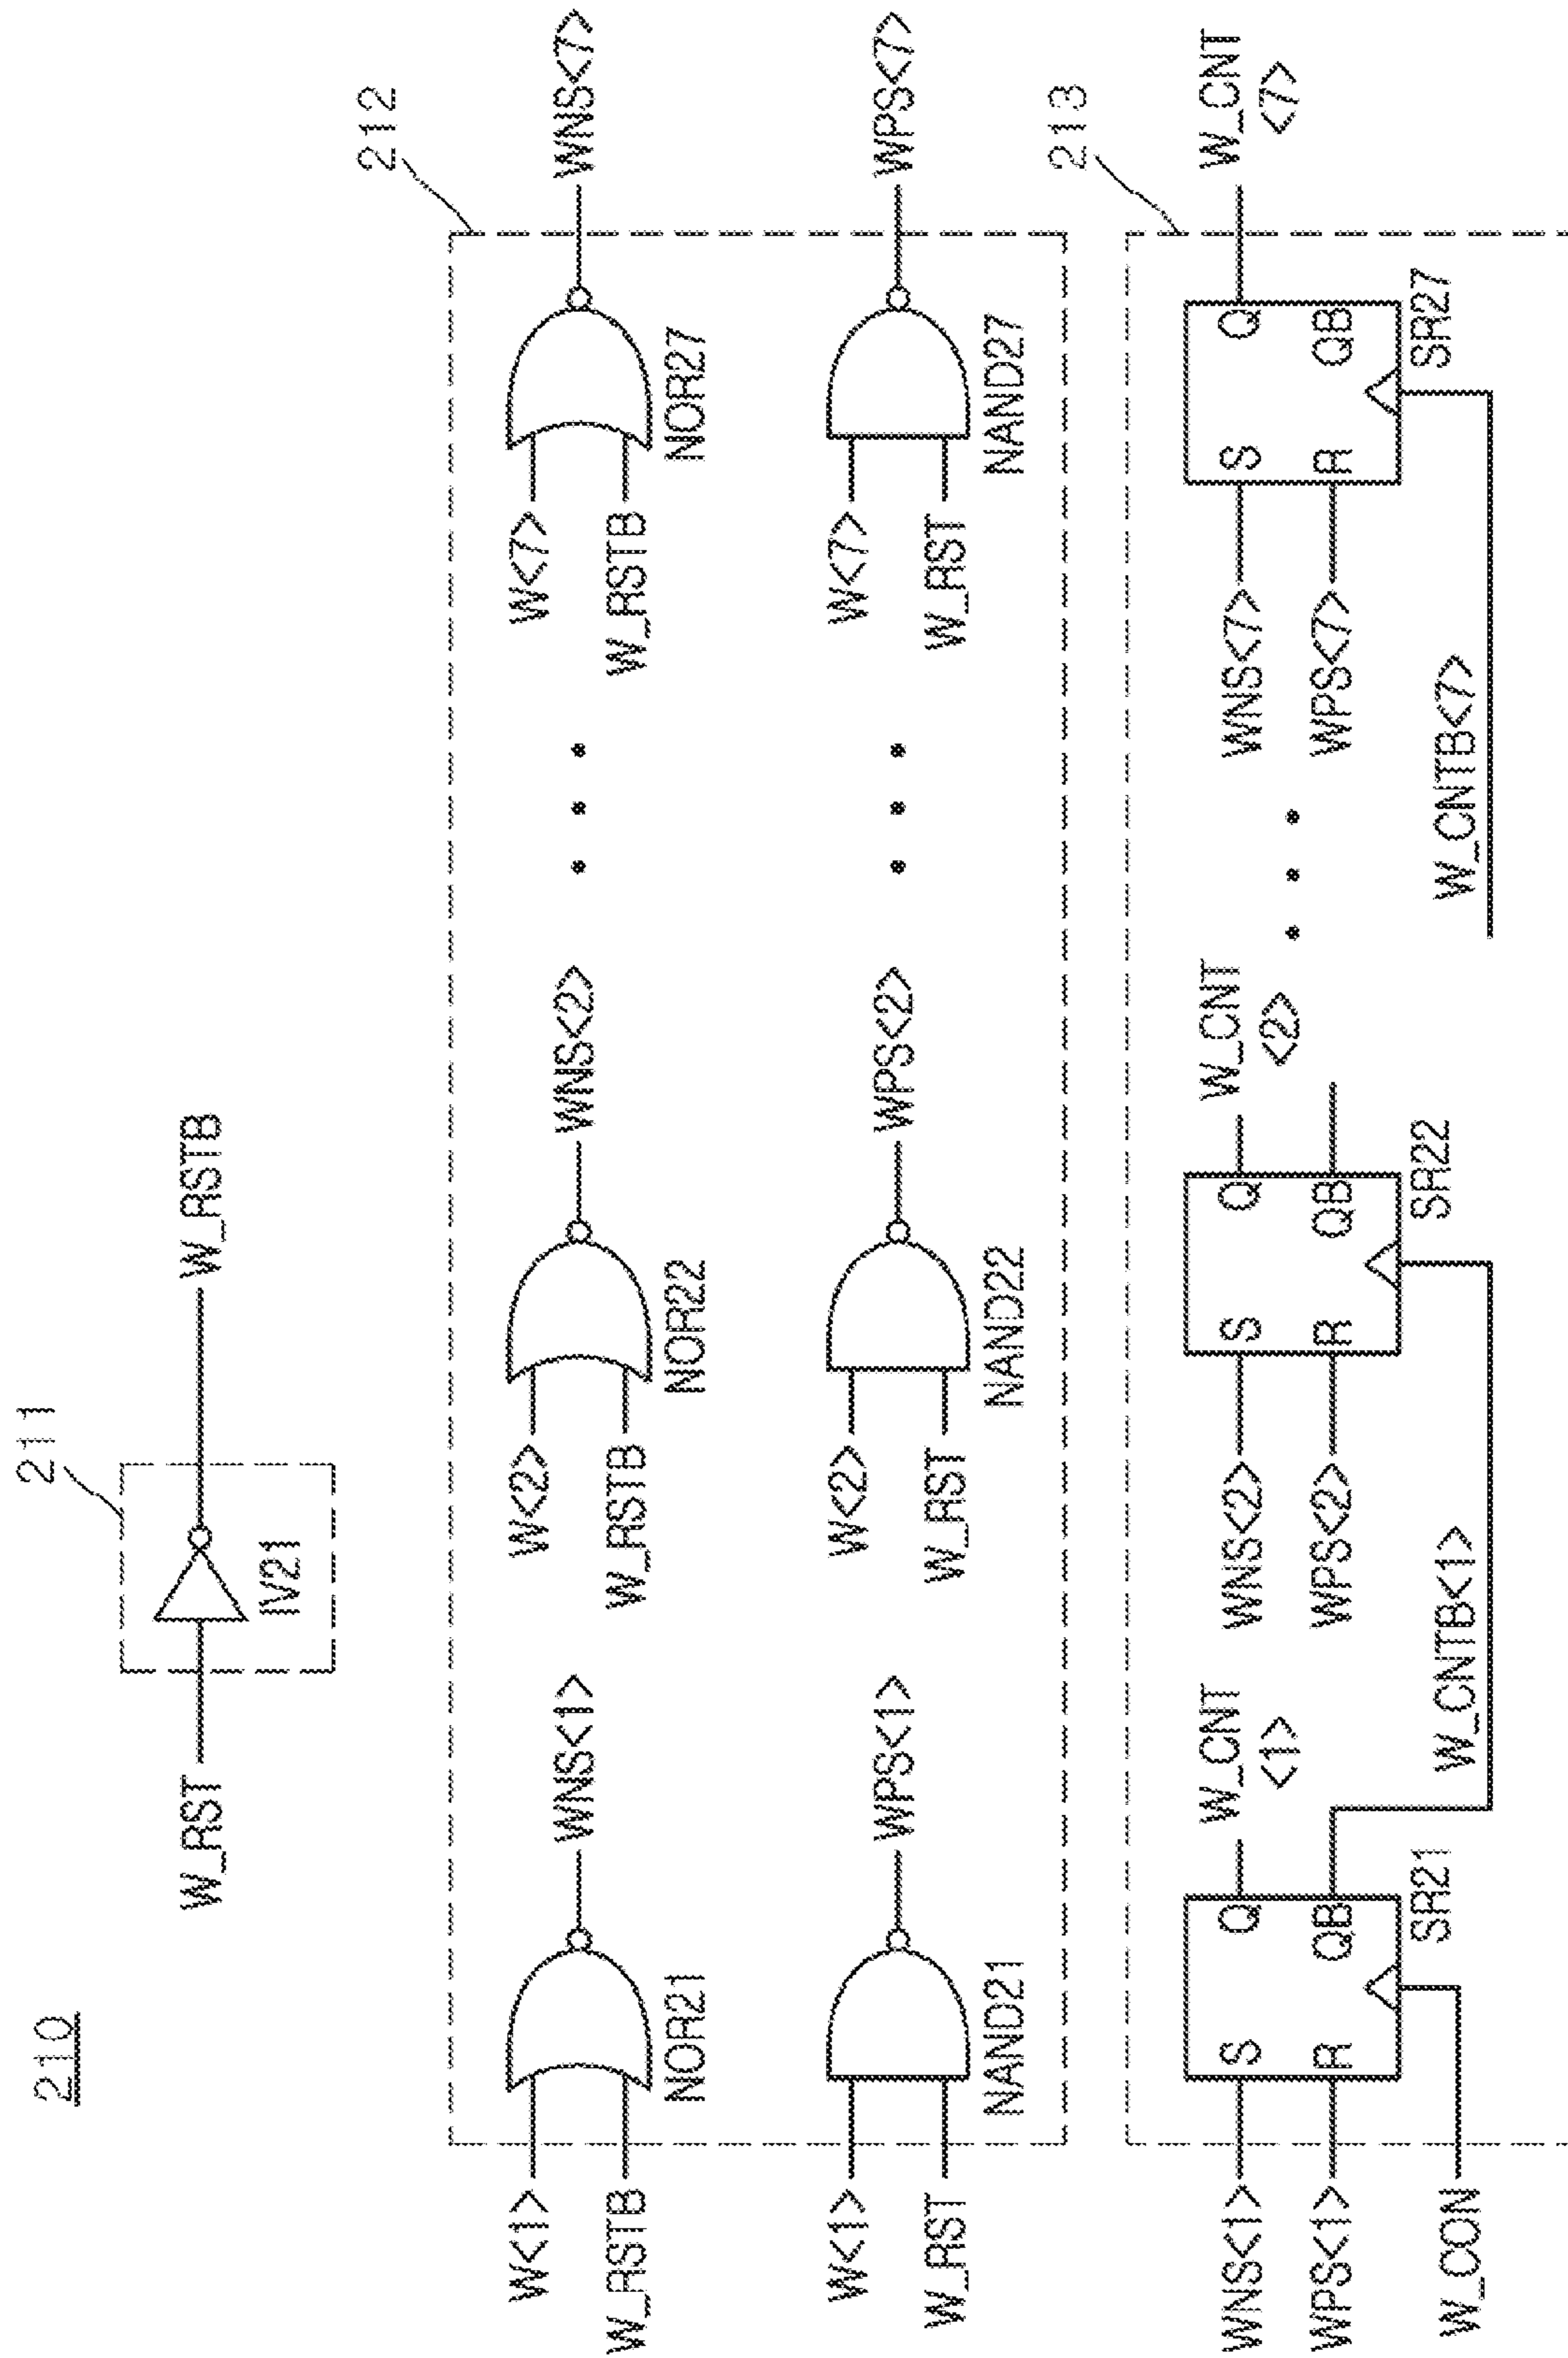 210
211
W_RST
IV21
W_RSTB
212
W<1>
W_RSTB
NOR21
WNS<1>
W<2>
W_RSTB
NOR22
WNS<2>
W<7>
W_RSTB
NOR27
WNS<7>
W<1>
W_RST
NAND21
WPS<1>
W<2>
W_RST
NAND22
WPS<2>
W<7>
W_RST
NAND27
WPS<7>
213
WNS<1>
WPS<1>
W_CON
S
R
Q
QB
SR21
W_CNT
<1>
W_CNTB<1>
WNS<2>
WPS<2>
S
R
Q
QB
SR22
W_CNT
<2>
W_CNTB<7>
WNS<7>
WPS<7>
S
R
Q
QB
SR27
W_CNT
<7>